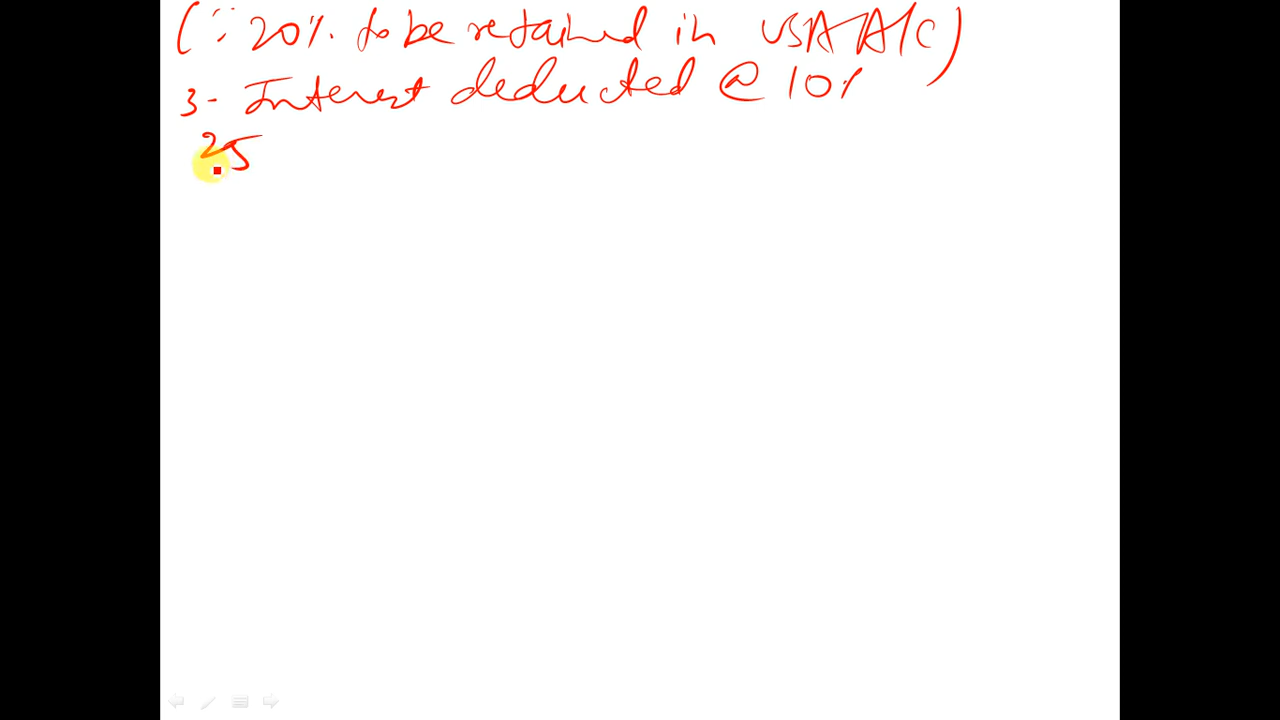 (∵ 20% to be retained in USA A/c)
3- Interest deducted @ 10%
25